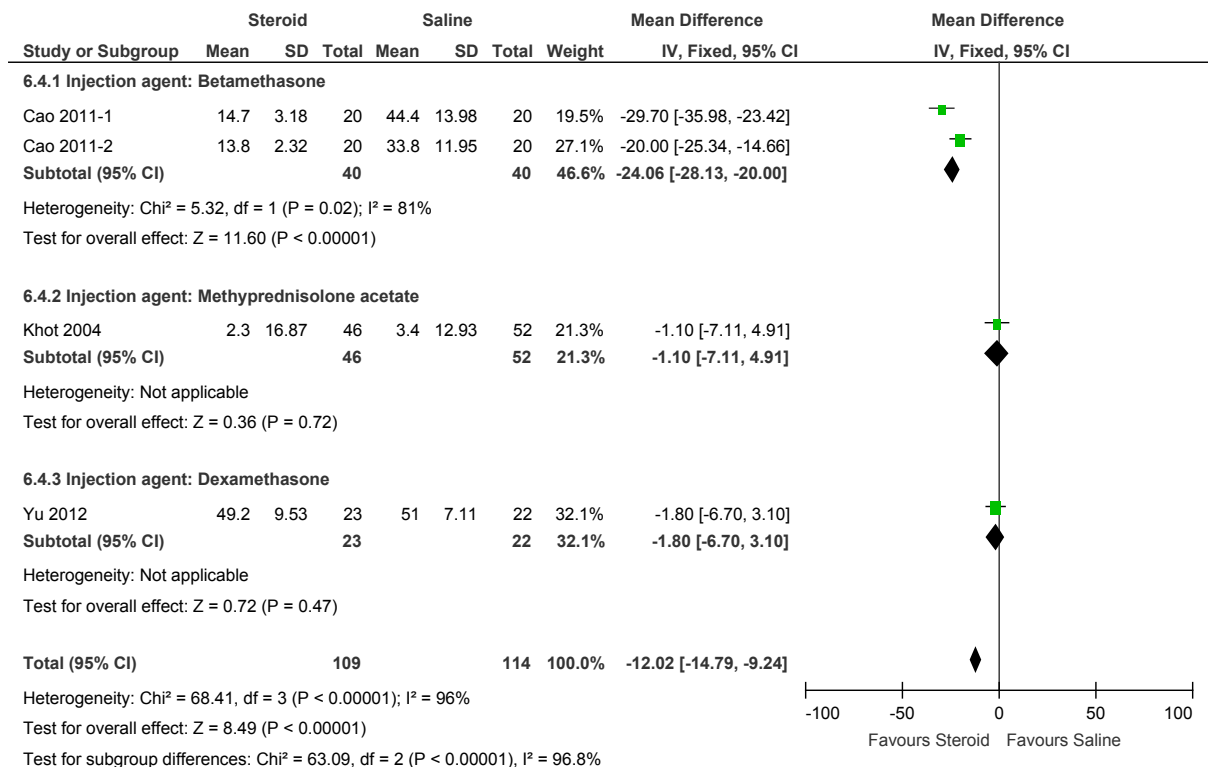 Steroid Saline Mean Difference Mean Difference
Study or Subgroup Mean SD Total Mean SD Total Weight IV, Fixed, 95% CI IV, Fixed, 95% CI
6.4.1 Injection agent: Betamethasone
Cao 2011-1 14.7 3.18 20 44.4 13.98 20 19.5% -29.70 [-35.98, -23.42]
Cao 2011-2 13.8 2.32 20 33.8 11.95 20 27.1% -20.00 [-25.34, -14.66]
Subtotal (95% CI) 40 40 46.6% -24.06 [-28.13, -20.00]
Heterogeneity: Chi² = 5.32, df = 1 (P = 0.02); I² = 81%
Test for overall effect: Z = 11.60 (P < 0.00001)
6.4.2 Injection agent: Methyprednisolone acetate
Khot 2004 2.3 16.87 46 3.4 12.93 52 21.3% -1.10 [-7.11, 4.91]
Subtotal (95% CI) 46 52 21.3% -1.10 [-7.11, 4.91]
Heterogeneity: Not applicable
Test for overall effect: Z = 0.36 (P = 0.72)
6.4.3 Injection agent: Dexamethasone
Yu 2012 49.2 9.53 23 51 7.11 22 32.1% -1.80 [-6.70, 3.10]
Subtotal (95% CI) 23 22 32.1% -1.80 [-6.70, 3.10]
Heterogeneity: Not applicable
Test for overall effect: Z = 0.72 (P = 0.47)
Total (95% CI) 109 114 100.0% -12.02 [-14.79, -9.24]
Heterogeneity: Chi² = 68.41, df = 3 (P < 0.00001); I² = 96%
Test for overall effect: Z = 8.49 (P < 0.00001)
Test for subgroup differences: Chi² = 63.09, df = 2 (P < 0.00001), I² = 96.8%
-100 -50 0 50 100
Favours Steroid Favours Saline